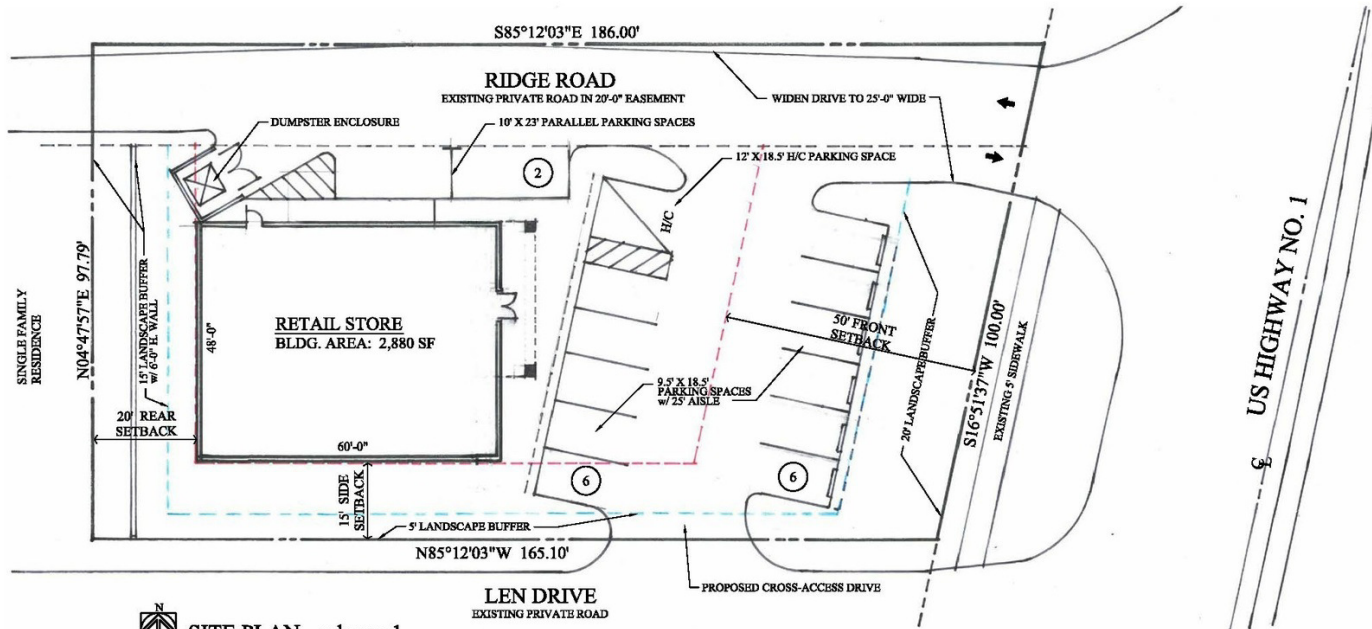 S85°12'03"E 186.00'
RIDGE ROAD
EXISTING PRIVATE ROAD IN 20'-0" EASEMENT
WIDEN DRIVE TO 25'-0" WIDE
DUMPSTER ENCLOSURE
10' X 23' PARALLEL PARKING SPACES
12' X 18.5' H/C PARKING SPACE
2
H/C
SINGLE FAMILY
RESIDENCE
N04°47'57"E 97.79'
15' LANDSCAPE BUFFER
w/ 6'-0" H. WALL
20' REAR
SETBACK
48'-0"
RETAIL STORE
BLDG. AREA: 2,880 SF
60'-0"
15' SIDE
SETBACK
9.5' X 18.5'
PARKING SPACES
w/ 25' AISLE
50' FRONT
SETBACK
20' LANDSCAPE BUFFER
S16°51'37"W 100.00'
EXISTING 5' SIDEWALK
US HIGHWAY NO. 1
CL
6
6
5' LANDSCAPE BUFFER
N85°12'03"W 165.10'
PROPOSED CROSS-ACCESS DRIVE
LEN DRIVE
EXISTING PRIVATE ROAD
N
SITE PLAN